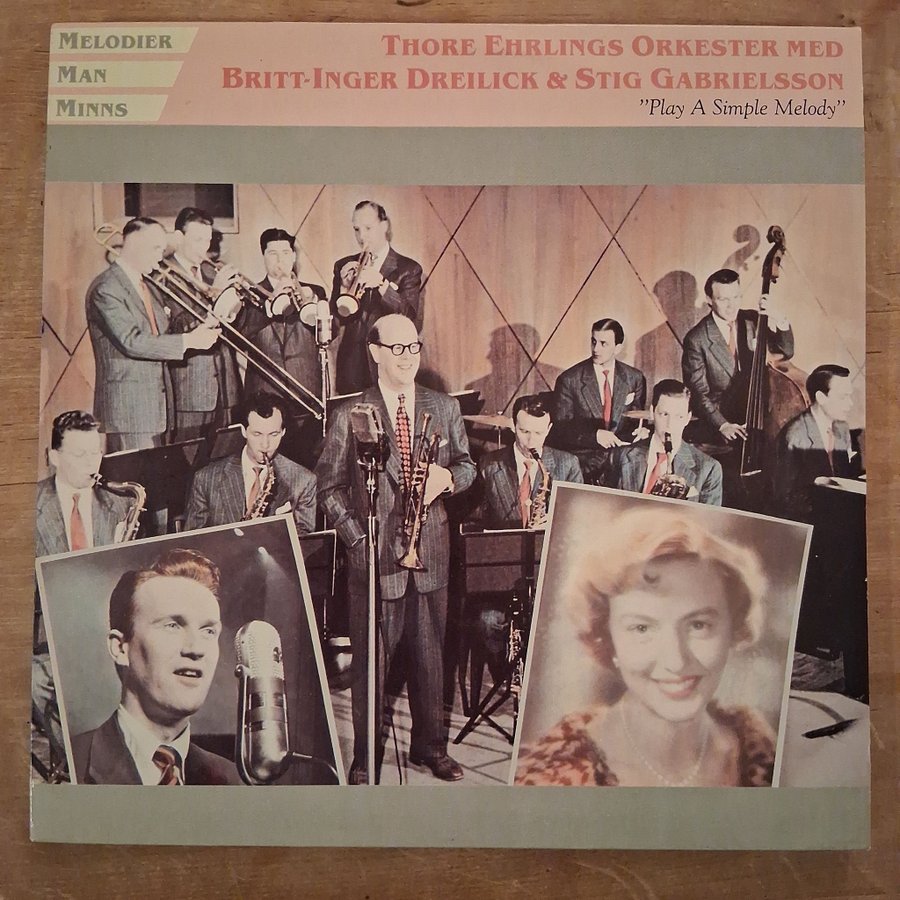 MELODIER
MAN
MINNS
THORE EHRLINGS ORKESTER MED
BRITT-INGER DREILICK & STIG GABRIELSSON
"Play A Simple Melody"